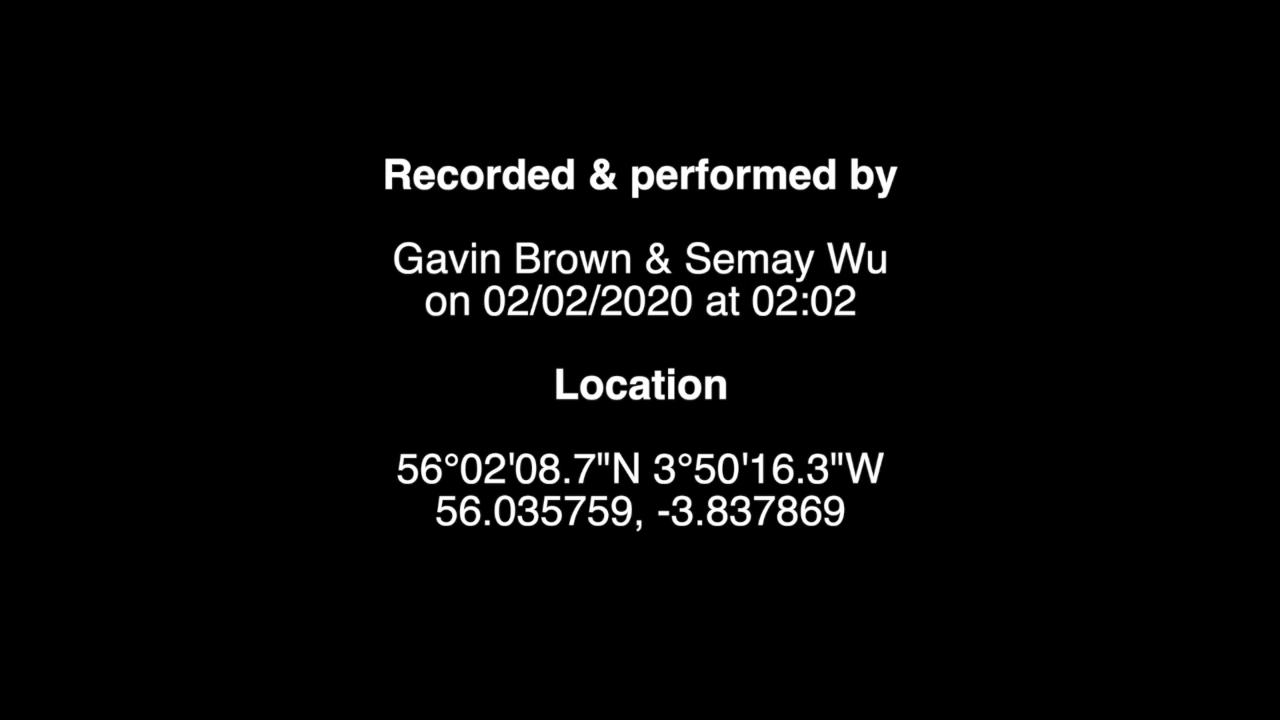 Recorded & performed by
Gavin Brown & Semay Wu
on 02/02/2020 at 02:02
Location
56°02'08.7"N 3°50'16.3"W
56.035759, -3.837869